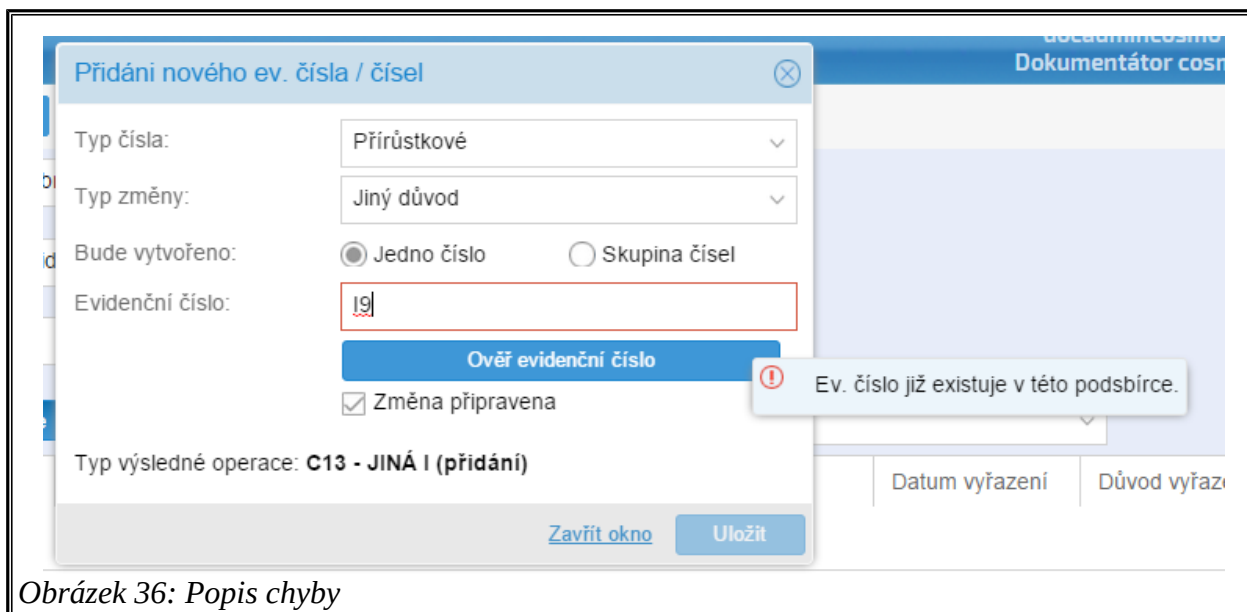 Dokumentátor
Přidáni nového ev. čísla / čísel
Typ čísla: Přírůstkové
Typ změny: Jiný důvod
Bude vytvořeno: Jedno číslo Skupina čísel
Evidenční číslo: I9
Ověř evidenční číslo
Ev. číslo již existuje v této podsbírce.
Změna připravena
Typ výsledné operace: C13 - JINÁ I (přidání)
Datum vyřazení Důvod
Zavřít okno Uložit
Obrázek 36: Popis chyby